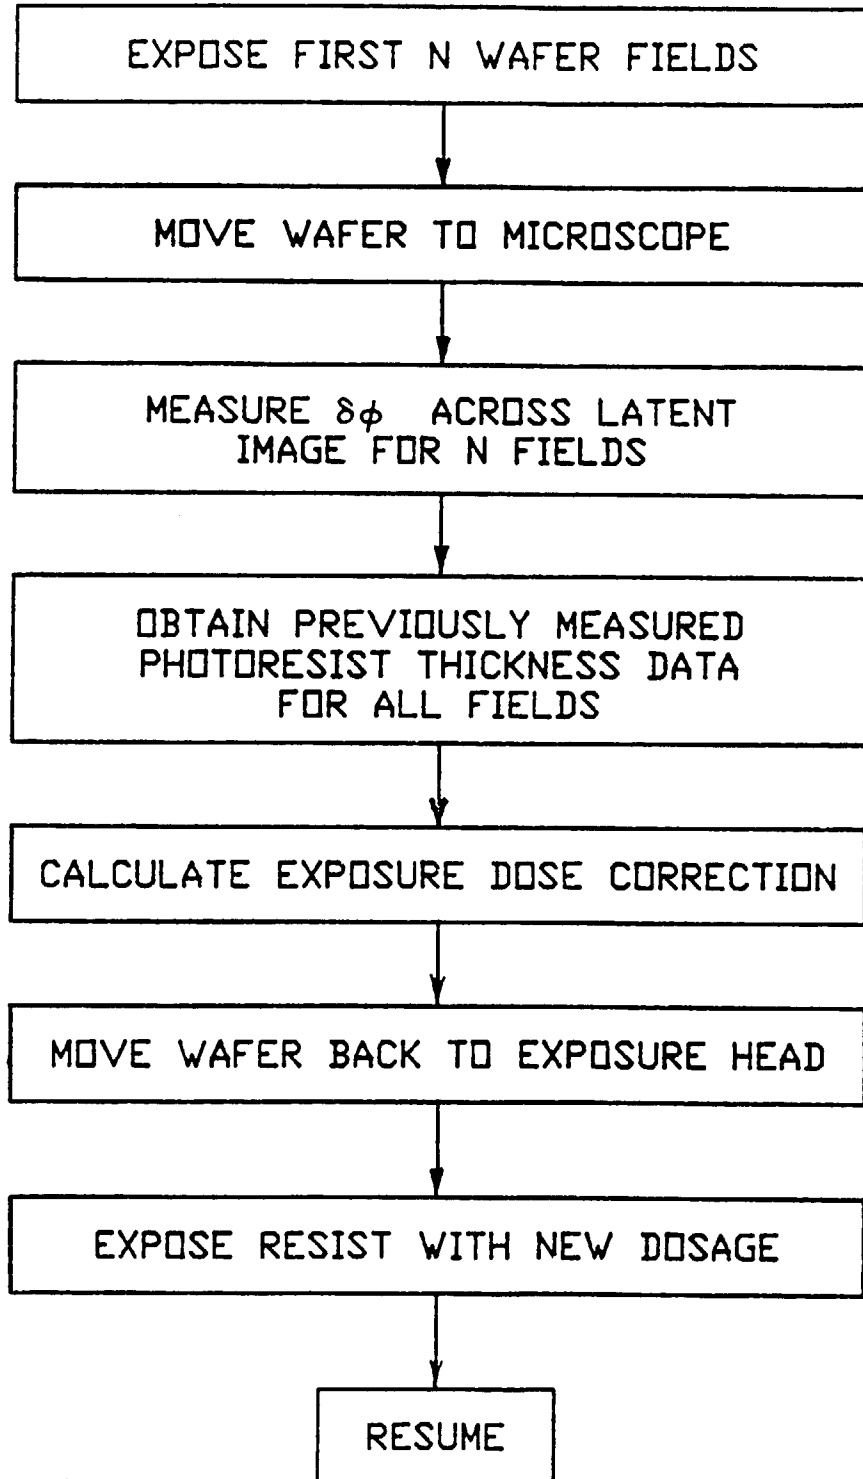 EXPOSE FIRST N WAFER FIELDS
MOVE WAFER TO MICROSCOPE
MEASURE δϕ ACROSS LATENT
IMAGE FOR N FIELDS
OBTAIN PREVIOUSLY MEASURED
PHOTORESIST THICKNESS DATA
FOR ALL FIELDS
CALCULATE EXPOSURE DOSE CORRECTION
MOVE WAFER BACK TO EXPOSURE HEAD
EXPOSE RESIST WITH NEW DOSAGE
RESUME